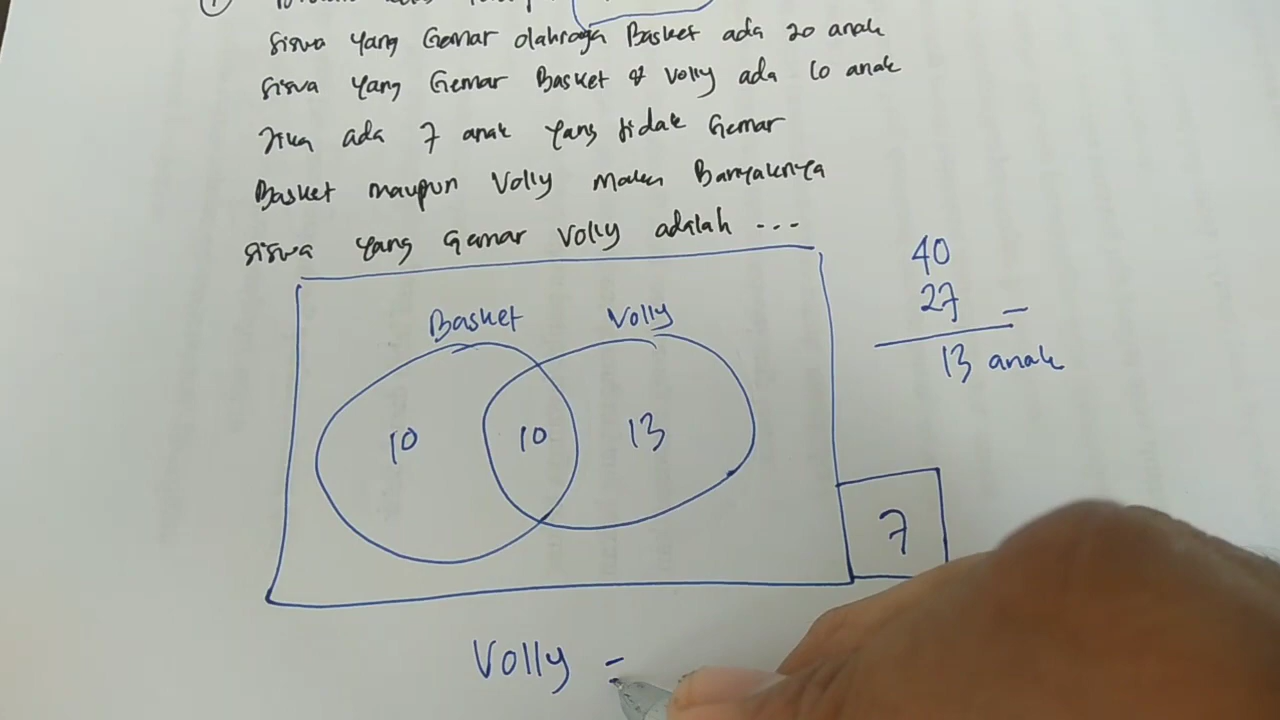 siswa yang Gemar olahraga Basket ada 20 anak
siswa yang Gemar Basket & Volly ada 10 anak
Jika ada 7 anak yang tidak Gemar
Basket maupun Volly maka Banyaknya
siswa yang Gemar Volly adalah ...
40
27 -
13 anak
Basket Volly
10 10 13
7
Volly =